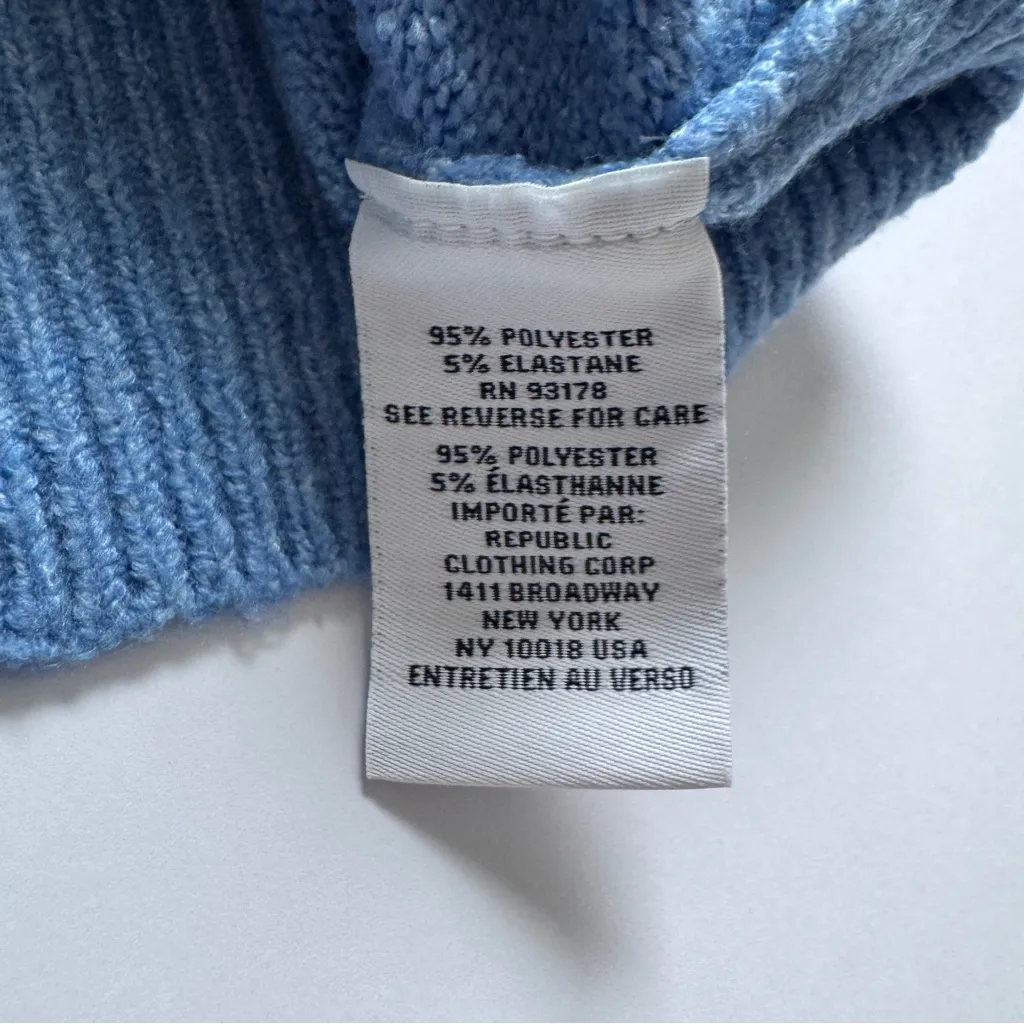 95% POLYESTER
5% ELASTANE
RN 93178
SEE REVERSE FOR CARE
95% POLYESTER
5% ÉLASTHANNE
IMPORTÉ PAR:
REPUBLIC
CLOTHING CORP
1411 BROADWAY
NEW YORK
NY 10018 USA
ENTRETIEN AU VERSO